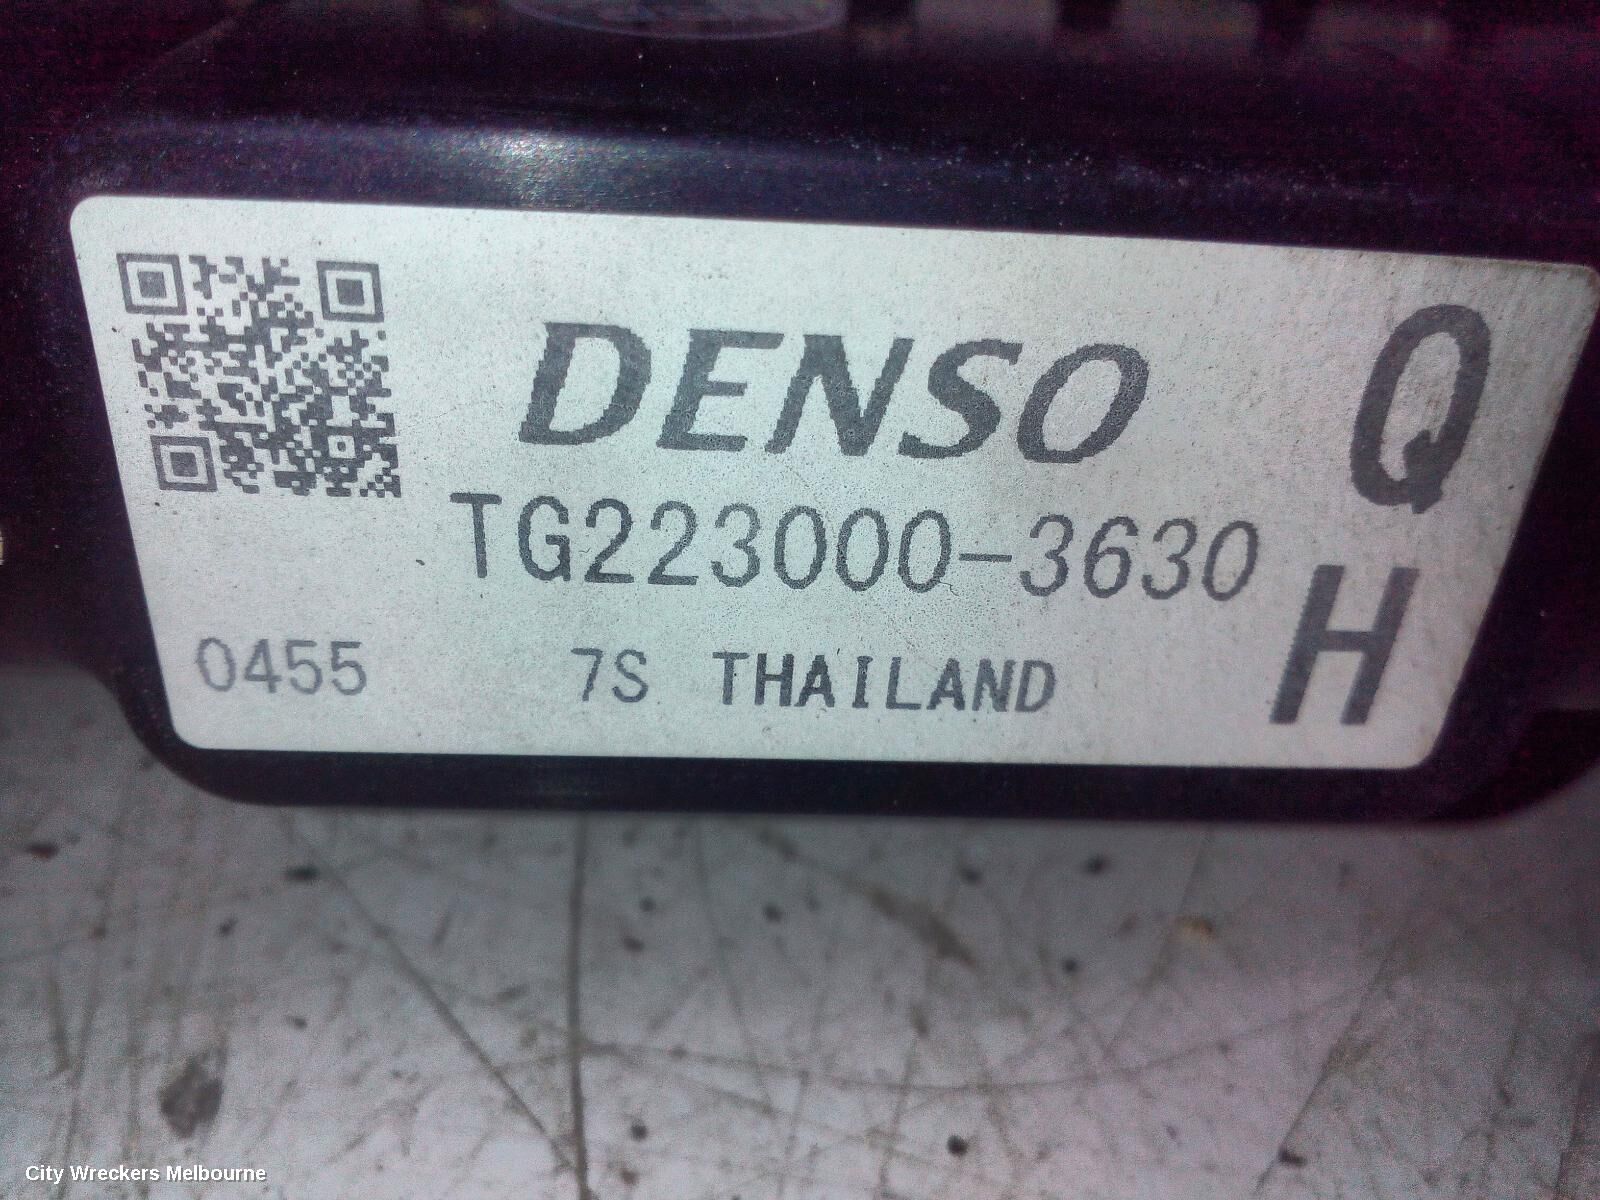 DENSO
Q
TG223000-3630
H
0455 7S THAILAND
City Wreckers Melbourne